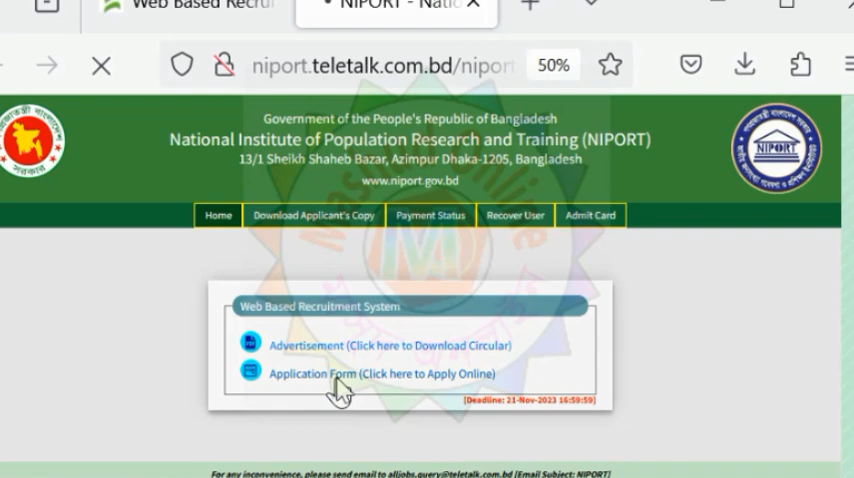 Web Based Recrui
NIPORT - Natio
niport.teletalk.com.bd/niport
50%
Government of the People's Republic of Bangladesh
National Institute of Population Research and Training (NIPORT)
13/1 Sheikh Shaheb Bazar, Azimpur Dhaka-1205, Bangladesh
www.niport.gov.bd
NIPORT
Home
Download Applicant's Copy
Payment Status
Recover User
Admit Card
Web Based Recruitment System
Advertisement (Click here to Download Circular)
Application Form (Click here to Apply Online)
[Deadline: 21-Nov-2023 16:59:59]
For any inconvenience, please send email to alljobs.query@teletalk.com.bd [Email Subject: NIPORT]